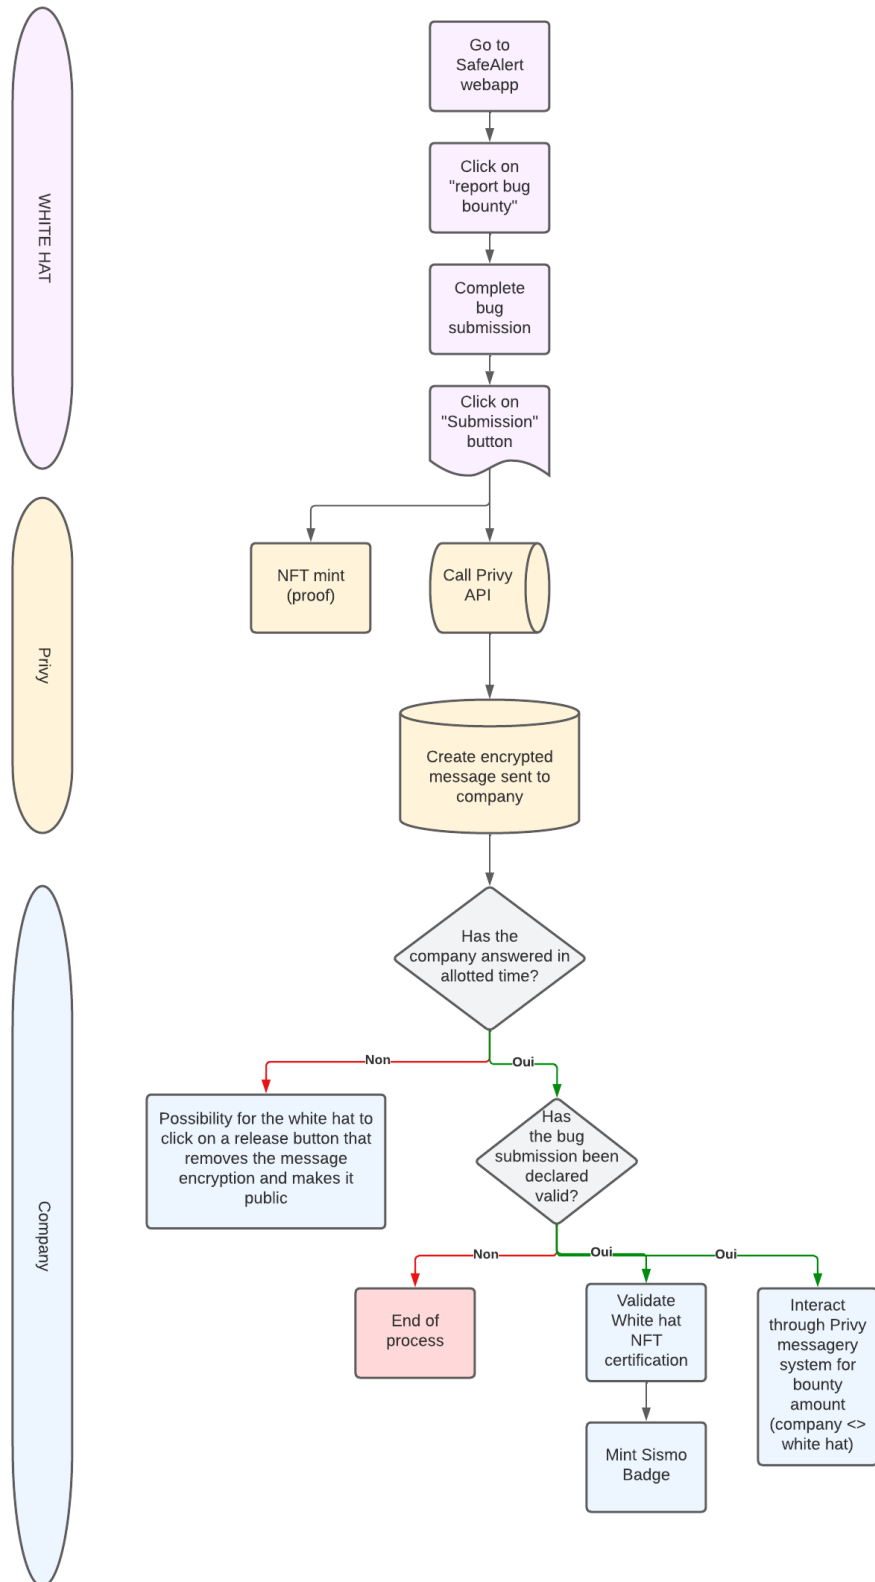 WHITE HAT
Go to
SafeAlert
webapp
Click on
"report bug
bounty"
Complete
bug
submission
Click on
"Submission"
button
Privy
NFT mint
(proof)
Call Privy
API
Create encrypted
message sent to
company
Company
Has the
company answered in
allotted time?
Non
Oui
Possibility for the white hat to
click on a release button that
removes the message
encryption and makes it
public
Has
the bug
submission been
declared
valid?
Non
Oui
Oui
End of
process
Validate
White hat
NFT
certification
Interact
through Privy
messagery
system for
bounty
amount
(company <>
white hat)
Mint Sismo
Badge